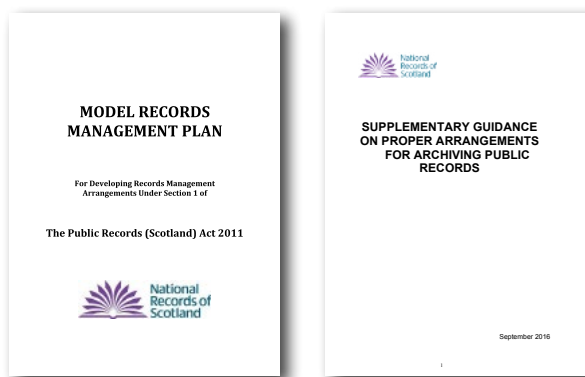 MODEL RECORDS
MANAGEMENT PLAN
For Developing Records Management
Arrangements Under Section 1 of
The Public Records (Scotland) Act 2011
National
Records of
Scotland
National
Records of
Scotland
SUPPLEMENTARY GUIDANCE
ON PROPER ARRANGEMENTS
FOR ARCHIVING PUBLIC
RECORDS
September 2016
1